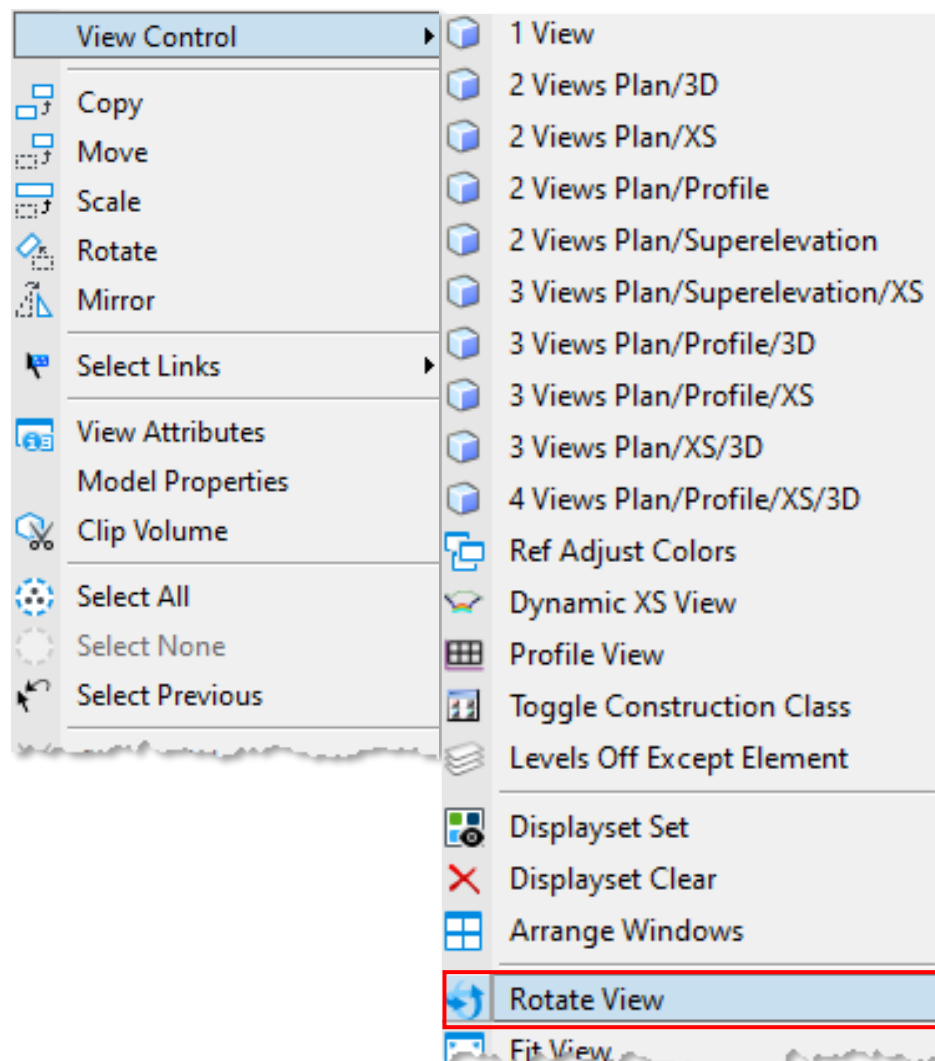 View Control
Copy
Move
Scale
Rotate
Mirror
Select Links
View Attributes
Model Properties
Clip Volume
Select All
Select None
Select Previous
1 View
2 Views Plan/3D
2 Views Plan/XS
2 Views Plan/Profile
2 Views Plan/Superelevation
3 Views Plan/Superelevation/XS
3 Views Plan/Profile/3D
3 Views Plan/Profile/XS
3 Views Plan/XS/3D
4 Views Plan/Profile/XS/3D
Ref Adjust Colors
Dynamic XS View
Profile View
Toggle Construction Class
Levels Off Except Element
Displayset Set
Displayset Clear
Arrange Windows
Rotate View
Fit View